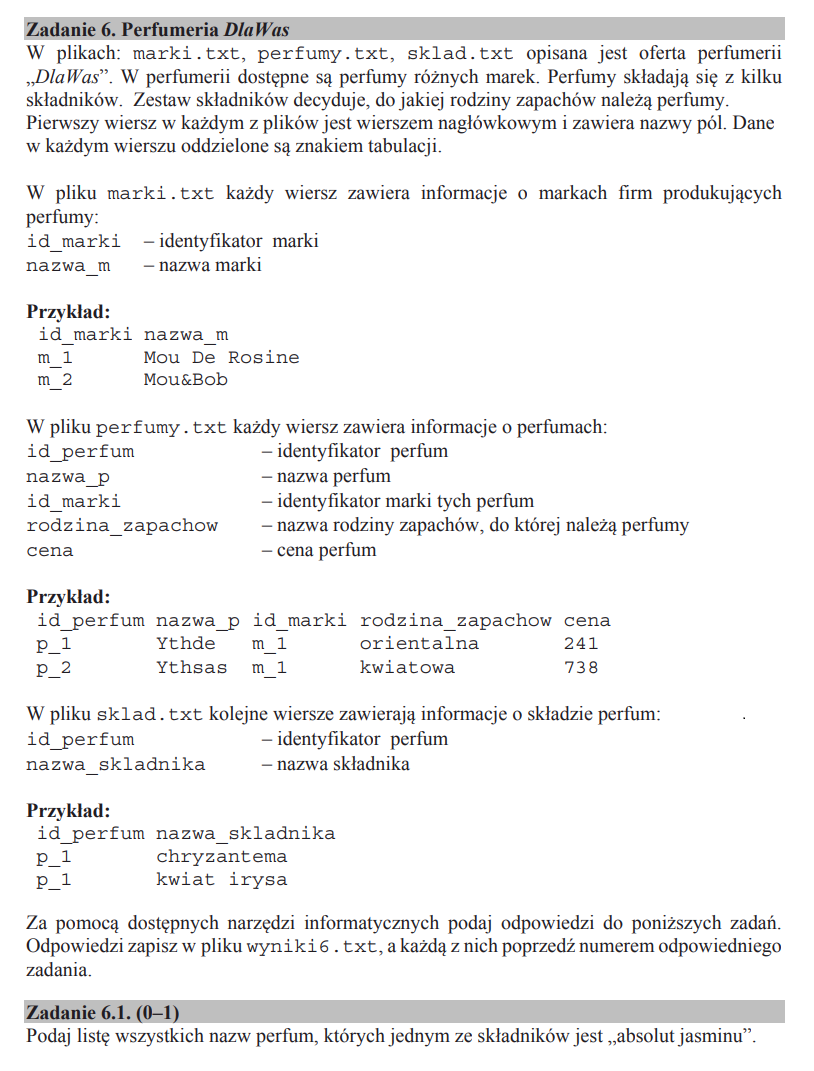 Zadanie 6. Perfumeria DlaWas
W plikach: marki.txt, perfumy.txt, sklad.txt opisana jest oferta perfumerii
„DlaWas”. W perfumerii dostępne są perfumy różnych marek. Perfumy składają się z kilku
składników. Zestaw składników decyduje, do jakiej rodziny zapachów należą perfumy.
Pierwszy wiersz w każdym z plików jest wierszem nagłówkowym i zawiera nazwy pól. Dane
w każdym wierszu oddzielone są znakiem tabulacji.
W pliku marki.txt każdy wiersz zawiera informacje o markach firm produkujących
perfumy:
id_marki – identyfikator marki
nazwa_m – nazwa marki
Przykład:
id_marki nazwa_m
m_1 Mou De Rosine
m_2 Mou&Bob
W pliku perfumy.txt każdy wiersz zawiera informacje o perfumach:
id_perfum – identyfikator perfum
nazwa_p – nazwa perfum
id_marki – identyfikator marki tych perfum
rodzina_zapachow – nazwa rodziny zapachów, do której należą perfumy
cena – cena perfum
Przykład:
id_perfum nazwa_p id_marki rodzina_zapachow cena
p_1 Ythde m_1 orientalna 241
p_2 Ythsas m_1 kwiatowa 738
W pliku sklad.txt kolejne wiersze zawierają informacje o składzie perfum:
id_perfum – identyfikator perfum
nazwa_skladnika – nazwa składnika
Przykład:
id_perfum nazwa_skladnika
p_1 chryzantema
p_1 kwiat irysa
Za pomocą dostępnych narzędzi informatycznych podaj odpowiedzi do poniższych zadań.
Odpowiedzi zapisz w pliku wyniki6.txt, a każdą z nich poprzedź numerem odpowiedniego
zadania.
Zadanie 6.1. (0–1)
Podaj listę wszystkich nazw perfum, których jednym ze składników jest „absolut jasminu”.